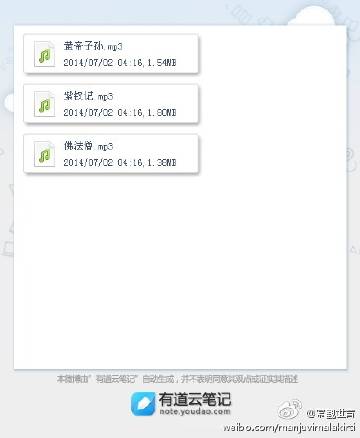 帝子孙.mp3
2014/07/02 04:16,1.54MB
紫钗记.mp3
2014/07/02 04:16,1.80MB
佛法僧.mp3
2014/07/02 04:16,1.38MB
本微博由"有道云笔记"自动生成，并不表明同意其观点或证实其描述
有道云笔记
note.youdao.com
weibo.com/manjuvimalakirti